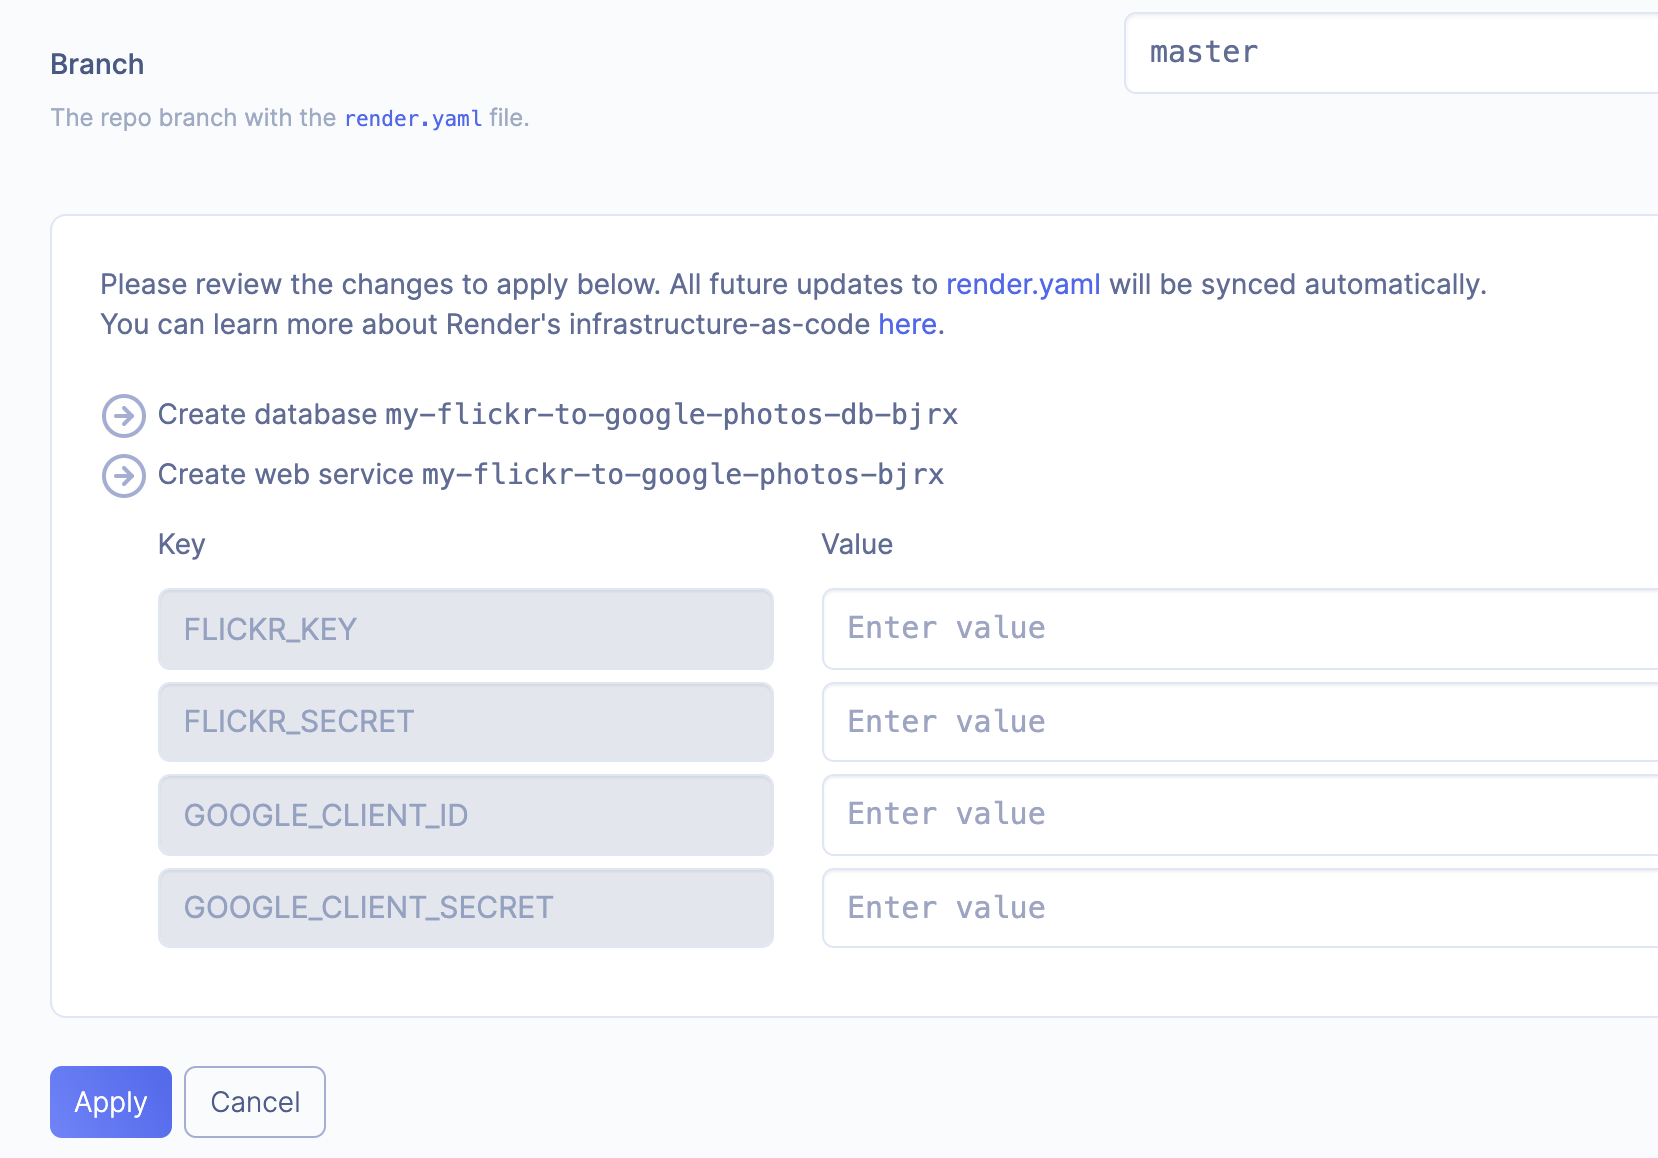 Branch
master
The repo branch with the render.yaml file.
Please review the changes to apply below. All future updates to render.yaml will be synced automatically.
You can learn more about Render's infrastructure-as-code here.
Create database my-flickr-to-google-photos-db-bjrx
Create web service my-flickr-to-google-photos-bjrx
Key Value
FLICKR_KEY Enter value
FLICKR_SECRET Enter value
GOOGLE_CLIENT_ID Enter value
GOOGLE_CLIENT_SECRET Enter value
Apply Cancel